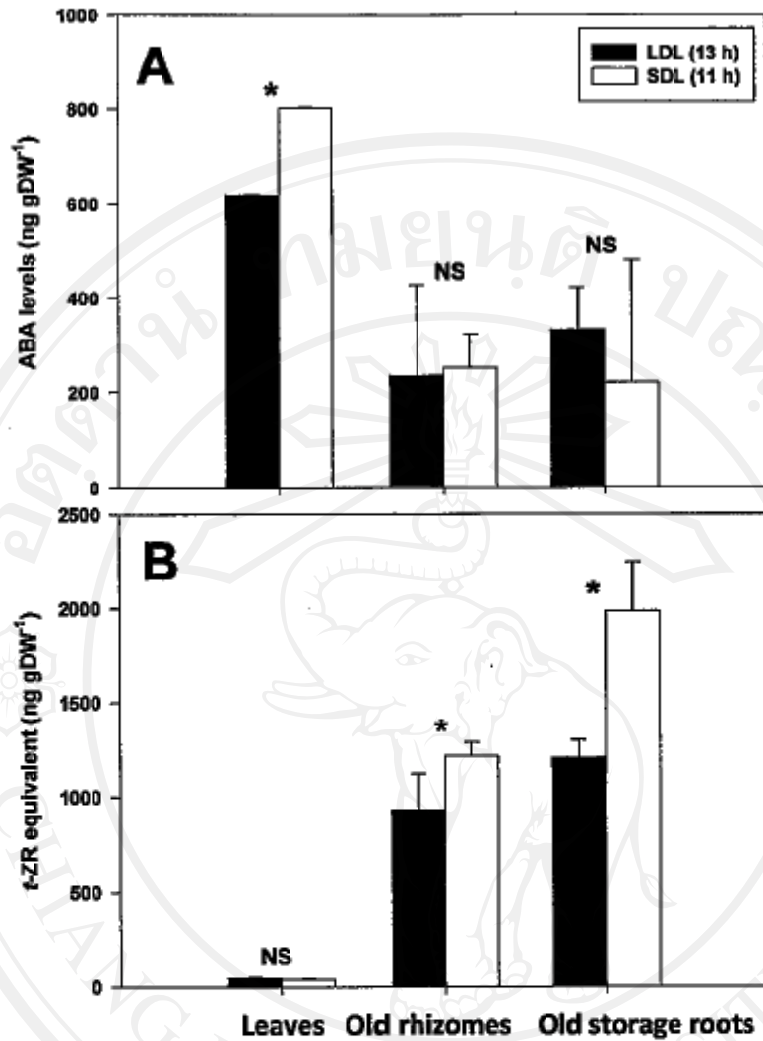 A
LDL (13 h)
SDL (11 h)
ABA levels (ng gDW⁻¹)
1000
800
600
400
200
0
*
NS
NS
B
t-ZR equivalent (ng gDW⁻¹)
2500
2000
1500
1000
500
0
NS
*
*
Leaves Old rhizomes Old storage roots
CHIANG